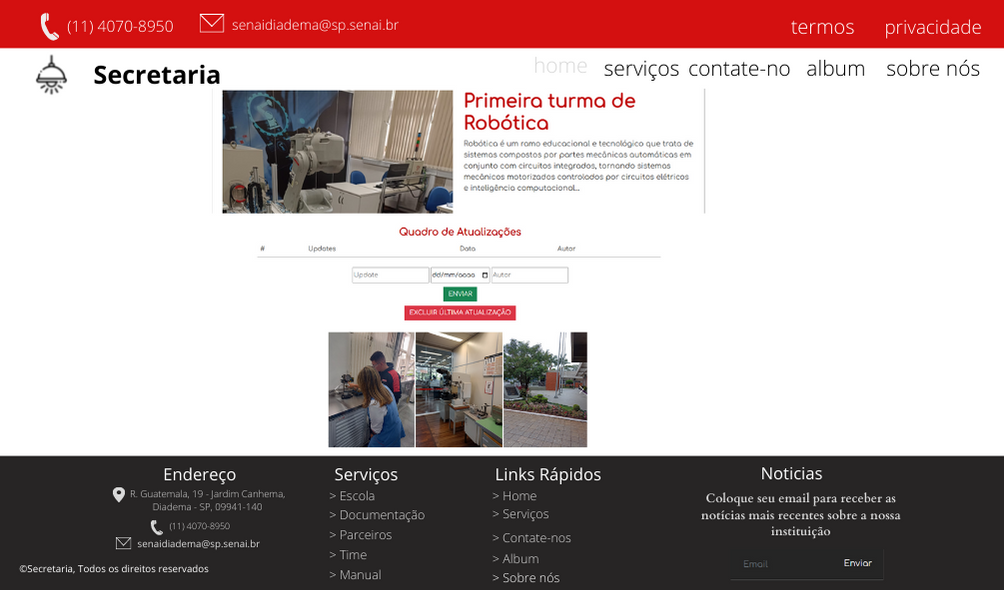 (11) 4070-8950
senaidiadema@sp.senai.br
termos
privacidade
Secretaria
home
serviços
contate-no
album
sobre nós
Primeira turma de
Robótica
Robótica é um ramo educacional e tecnológico que trata de
sistemas compostos por partes mecânicas automáticas em
conjunto com circuitos integrados, tornando sistemas
mecânicos motorizados controlados por circuitos elétricos
e inteligência computacional...
Quadro de Atualizações
# Updates Data Autor
Update dd/mm/aaaa Autor
ENVIAR
EXCLUIR ÚLTIMA ATUALIZAÇÃO
Endereço
R. Guatemala, 19 - Jardim Canhema,
Diadema - SP, 09941-140
(11) 4070-8950
senaidiadema@sp.senai.br
©Secretaria, Todos os direitos reservados
Serviços
> Escola
> Documentação
> Parceiros
> Time
> Manual
Links Rápidos
> Home
> Serviços
> Contate-nos
> Album
> Sobre nós
Noticias
Coloque seu email para receber as
notícias mais recentes sobre a nossa
instituição
Email Enviar